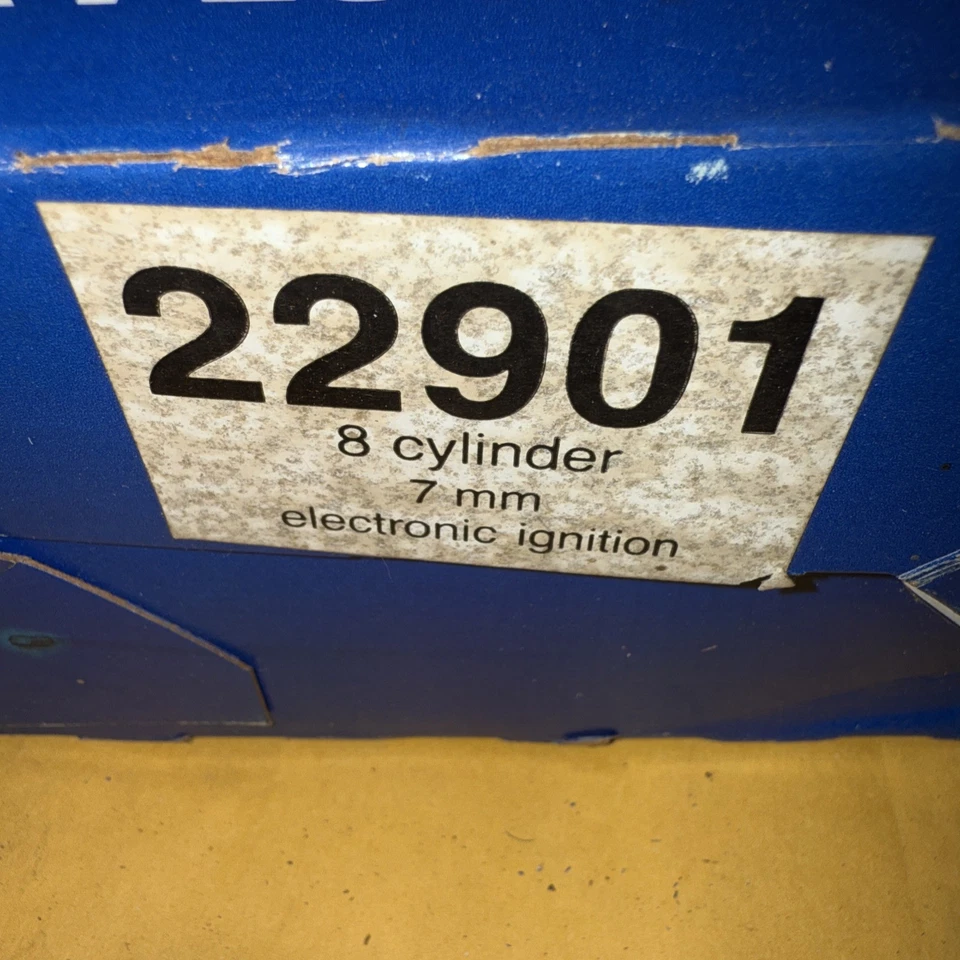 22901
8 cylinder
7 mm
electronic ignition